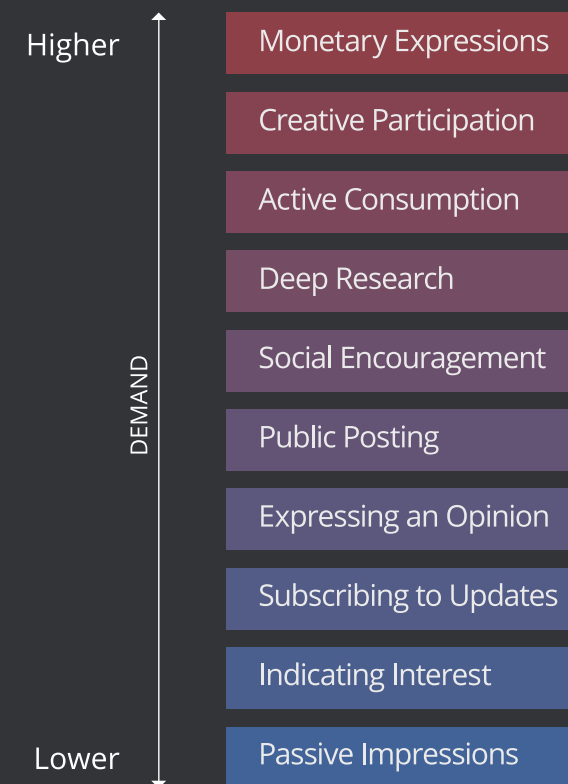 Higher
Monetary Expressions
Creative Participation
Active Consumption
Deep Research
Social Encouragement
DEMAND
Public Posting
Expressing an Opinion
Subscribing to Updates
Indicating Interest
Lower
Passive Impressions